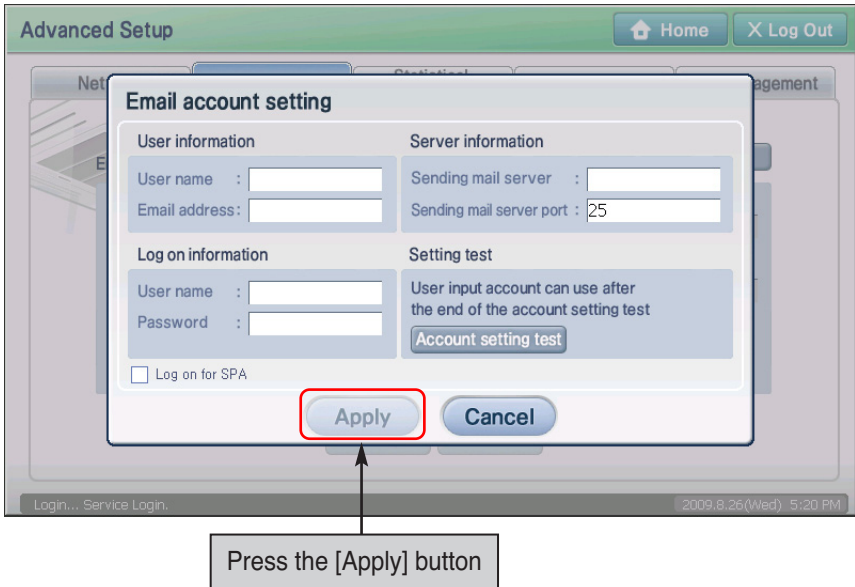 Advanced Setup
Home
X Log Out
Net
Statistical
agement
E
Email account setting
User information
User name :
Email address:
Server information
Sending mail server :
Sending mail server port : 25
Log on information
User name :
Password :
Setting test
User input account can use after
the end of the account setting test
Account setting test
Log on for SPA
Apply
Cancel
Login... Service Login.
2009.8.26(Wed) 5:20 PM
Press the [Apply] button